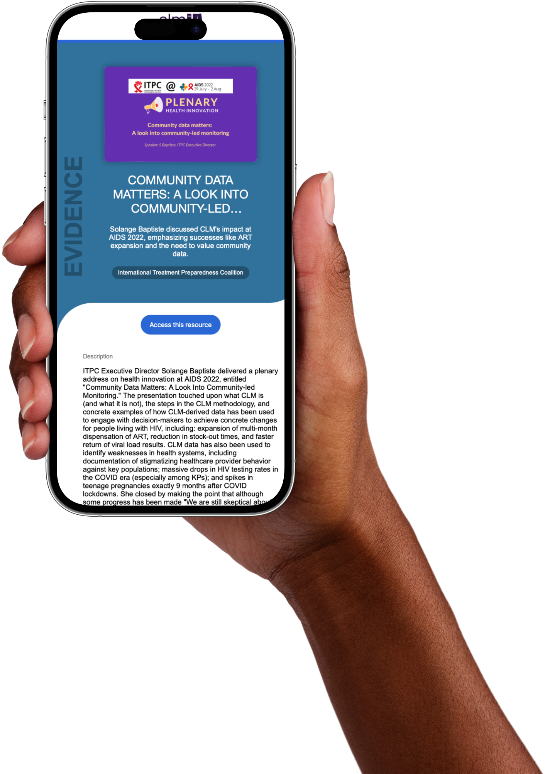 ITPC @ AIDS 2022
PLENARY
HEALTH INNOVATION
Community data matters:
A look into community-led monitoring
EVIDENCE
COMMUNITY DATA
MATTERS: A LOOK INTO
COMMUNITY-LED...
Solange Baptiste discussed CLM's impact at
AIDS 2022, emphasizing successes like ART
expansion and the need to value community
data.
International Treatment Preparedness Coalition
Access this resource
Description
ITPC Executive Director Solange Baptiste delivered a plenary
address on health innovation at AIDS 2022, entitled
"Community Data Matters: A Look Into Community-led
Monitoring." The presentation touched upon what CLM is
(and what it is not), the steps in the CLM methodology, and
concrete examples of how CLM-derived data has been used
to engage with decision-makers to achieve concrete changes
for people living with HIV, including: expansion of multi-month
dispensation of ART, reduction in stock-out times, and faster
return of viral load results. CLM data has also been used to
identify weaknesses in health systems, including
documentation of stigmatizing healthcare provider behavior
against key populations; massive drops in HIV testing rates in
the COVID era (especially among KPs); and spikes in
teenage pregnancies exactly 9 months after COVID
lockdowns. She closed by making the point that although
some progress has been made "We are still skeptical